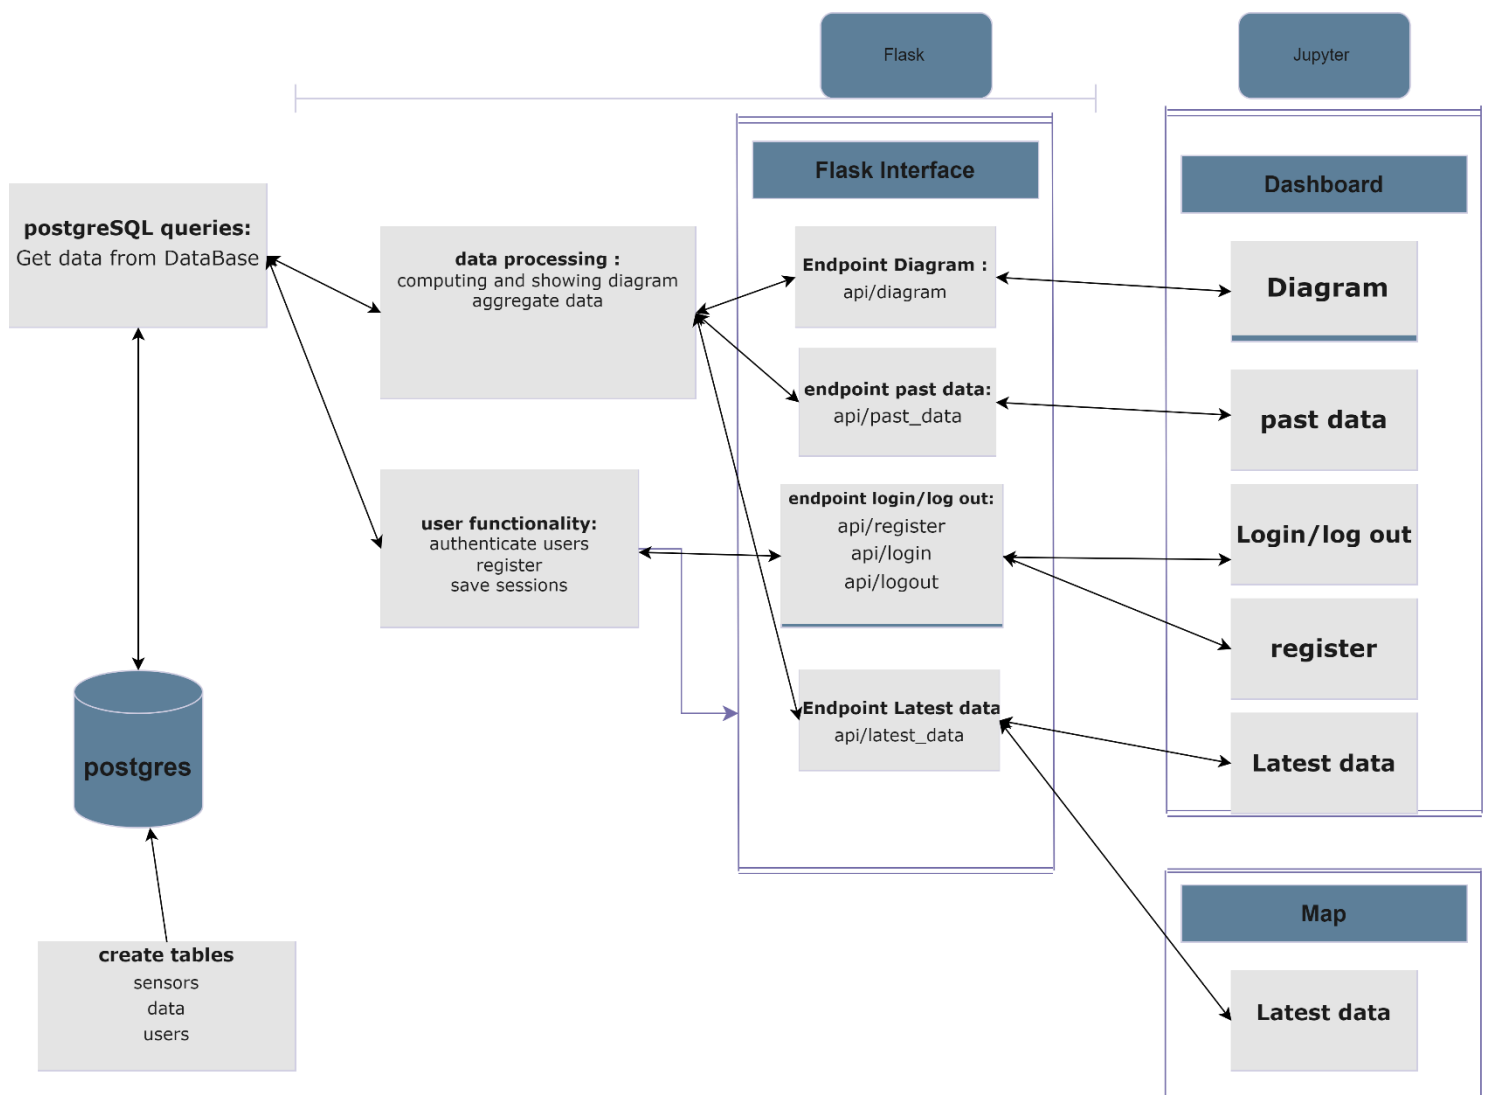 Flask
Jupyter
Flask Interface
Dashboard
postgreSQL queries:
Get data from DataBase
data processing :
computing and showing diagram
aggregate data
Endpoint Diagram :
api/diagram
Diagram
endpoint past data:
api/past_data
past data
user functionality:
authenticate users
register
save sessions
endpoint login/log out:
api/register
api/login
api/logout
Login/log out
register
Endpoint Latest data
api/latest_data
Latest data
postgres
create tables
sensors
data
users
Map
Latest data